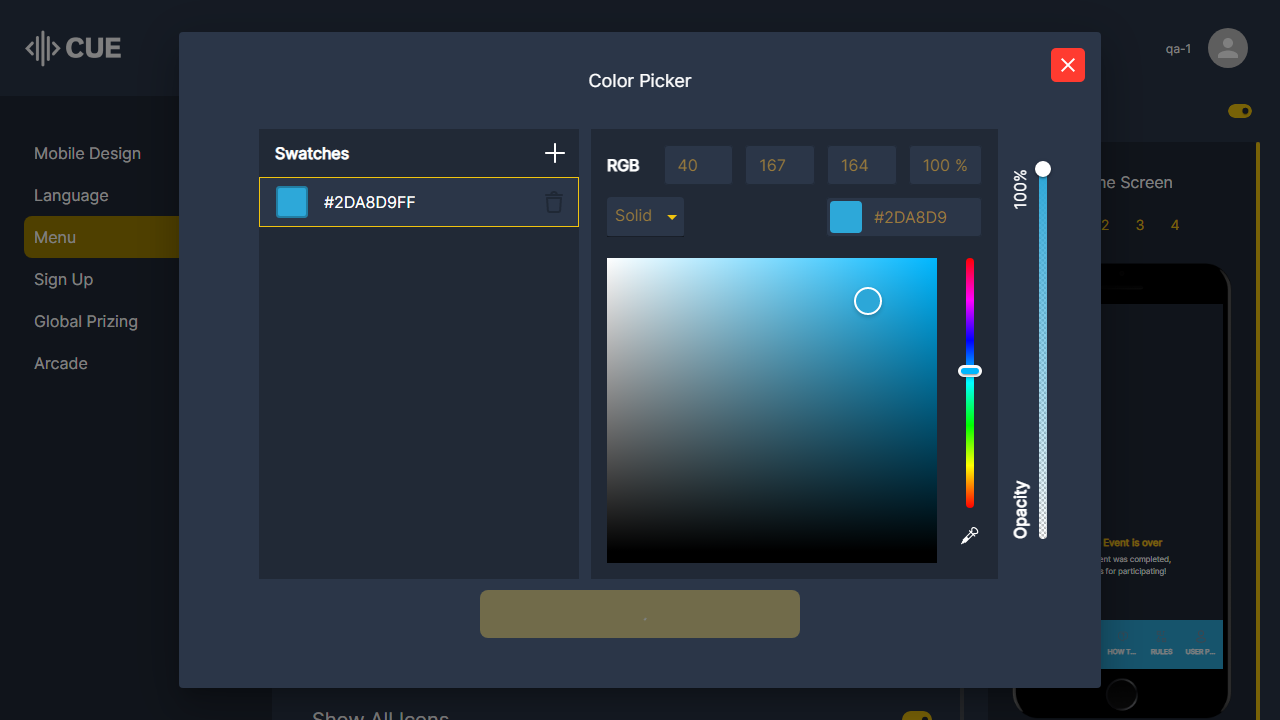 CUE
qa-1
Color Picker
Mobile Design
Language
Menu
Sign Up
Global Prizing
Arcade
Swatches
#2DA8D9FF
RGB
40
167
164
100 %
Solid
#2DA8D9
100%
Opacity
Screen
2
3
4
Event is over
was completed,
for participating!
HOW T...
RULES
USER P...
Show All Icons